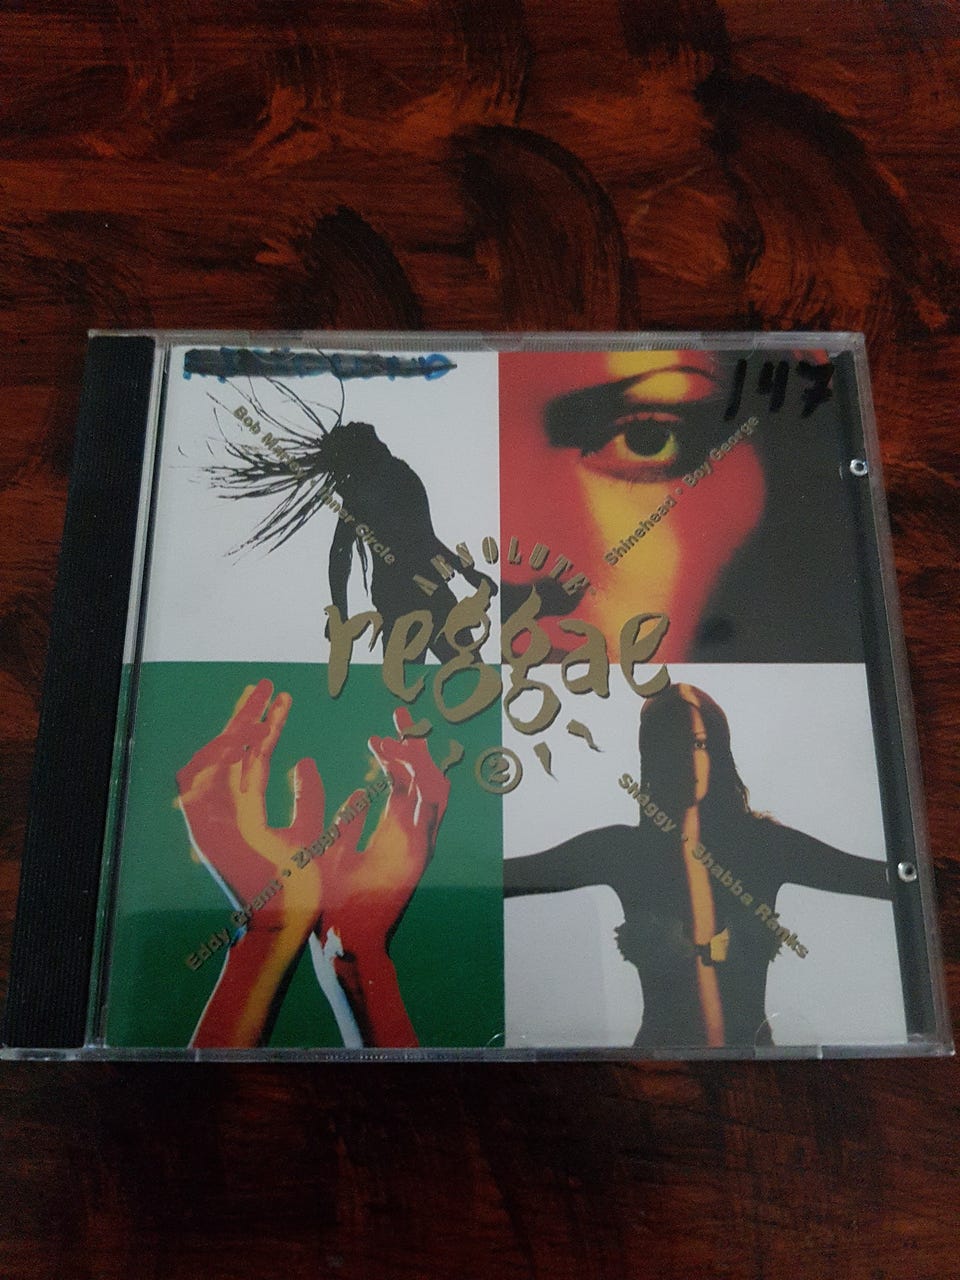 147
Bob Marley • Inner Circle
Shinehead • Boy George
ABSOLUTE
reggae
2
Eddy Grant • Ziggy Marley
Shaggy • Shabba Ranks